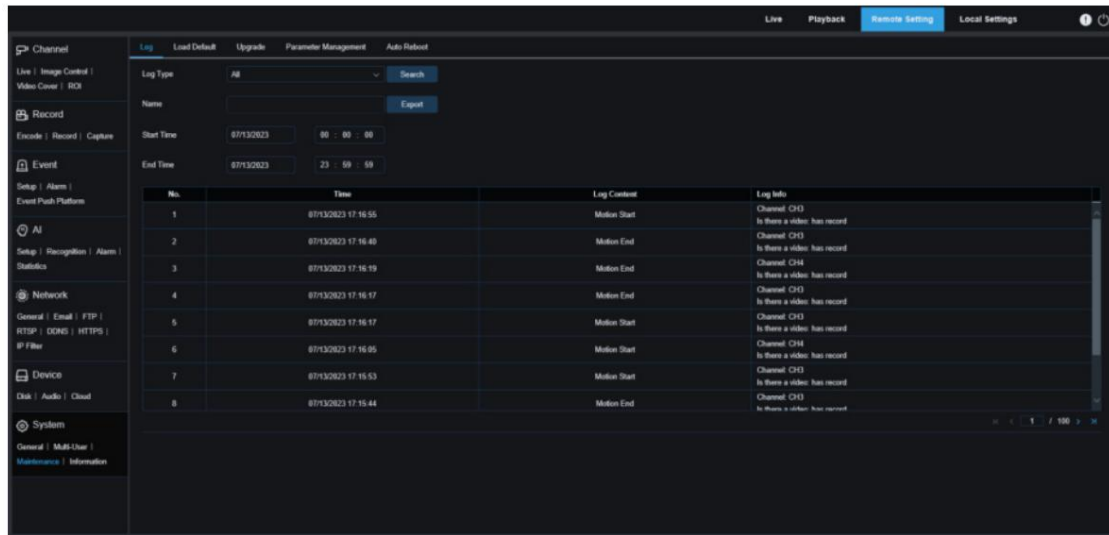 Live Playback Remote Setting Local Settings
Channel
Live | Image Control |
Video Cover | ROI
Record
Encode | Record | Capture
Event
Setup | Alarm |
Event Push Platform
AI
Setup | Recognition | Alarm |
Statistics
Network
General | Email | FTP |
RTSP | DDNS | HTTPS |
IP Filter
Device
Disk | Audio | Cloud
System
General | Multi-User |
Maintenance | Information
Log Load Default Upgrade Parameter Management Auto Reboot
Log Type All Search
Name Export
Start Time 07/13/2023 00 : 00 : 00
End Time 07/13/2023 23 : 59 : 59
No. Time Log Content Log Info
1 07/13/2023 17:16:55 Motion Start Channel: CH3
Is there a video: has record
2 07/13/2023 17:16:40 Motion End Channel: CH3
Is there a video: has record
3 07/13/2023 17:16:19 Motion End Channel: CH4
Is there a video: has record
4 07/13/2023 17:16:17 Motion End Channel: CH3
Is there a video: has record
5 07/13/2023 17:16:17 Motion Start Channel: CH3
Is there a video: has record
6 07/13/2023 17:16:05 Motion Start Channel: CH4
Is there a video: has record
7 07/13/2023 17:15:53 Motion Start Channel: CH3
Is there a video: has record
8 07/13/2023 17:15:44 Motion End Channel: CH3
Is there a video: has record
1 / 100